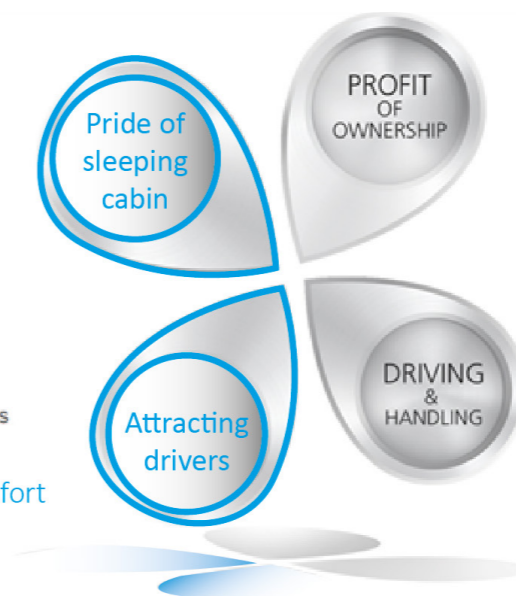 Pride of
sleeping
cabin
PROFIT
OF
OWNERSHIP
Attracting
drivers
DRIVING
&
HANDLING
s
fort